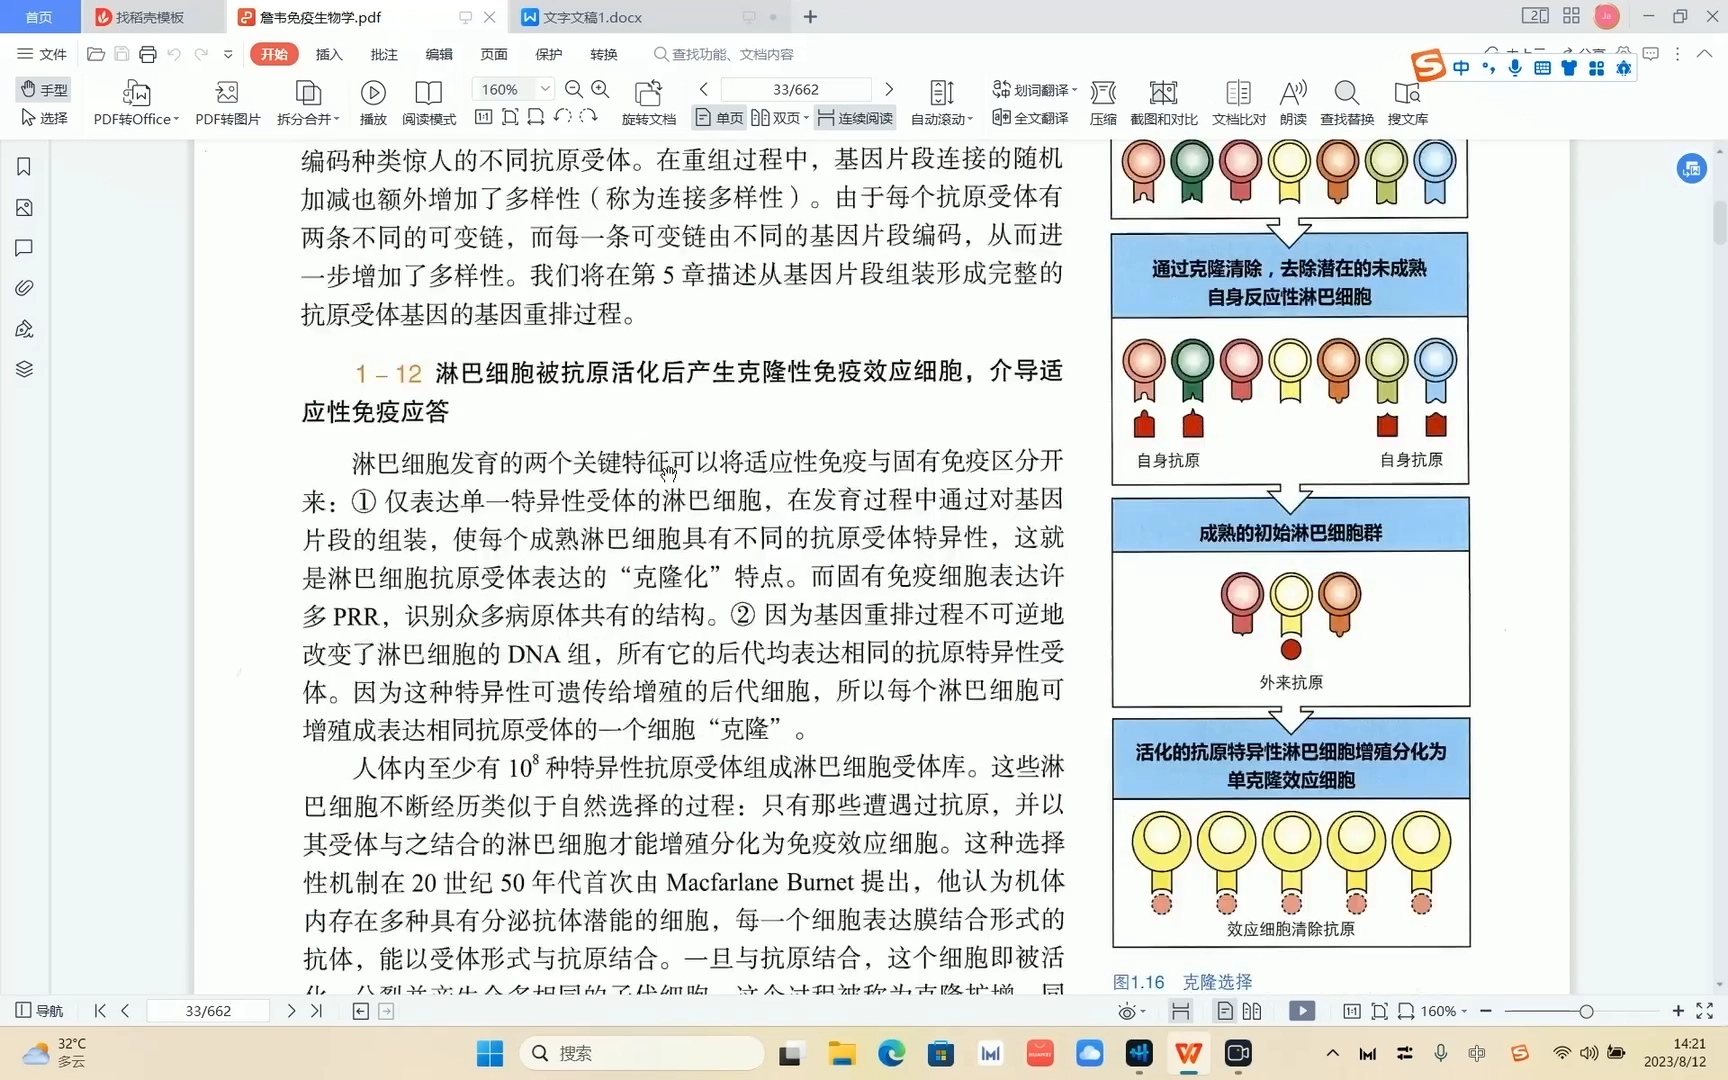 首页
找稻壳模板
詹韦免疫生物学.pdf
文字文稿1.docx
文件
开始
插入
批注
编辑
页面
保护
转换
查找功能、文档内容
中
手型
选择
PDF转Office
PDF转图片
拆分合并
播放
阅读模式
160%
旋转文档
33/662
单页
双页
连续阅读
自动滚动
划词翻译
全文翻译
压缩
截图和对比
文档比对
朗读
查找替换
搜文库
编码种类惊人的不同抗原受体。在重组过程中，基因片段连接的随机
加减也额外增加了多样性（称为连接多样性）。由于每个抗原受体有
两条不同的可变链，而每一条可变链由不同的基因片段编码，从而进
一步增加了多样性。我们将在第 5 章描述从基因片段组装形成完整的
抗原受体基因的基因重排过程。
1 – 12 淋巴细胞被抗原活化后产生克隆性免疫效应细胞，介导适
应性免疫应答
淋巴细胞发育的两个关键特征可以将适应性免疫与固有免疫区分开
来：① 仅表达单一特异性受体的淋巴细胞，在发育过程中通过对基因
片段的组装，使每个成熟淋巴细胞具有不同的抗原受体特异性，这就
是淋巴细胞抗原受体表达的“克隆化”特点。而固有免疫细胞表达许
多 PRR，识别众多病原体共有的结构。② 因为基因重排过程不可逆地
改变了淋巴细胞的 DNA 组，所有它的后代均表达相同的抗原特异性受
体。因为这种特异性可遗传给增殖的后代细胞，所以每个淋巴细胞可
增殖成表达相同抗原受体的一个细胞“克隆”。
人体内至少有 10⁸ 种特异性抗原受体组成淋巴细胞受体库。这些淋
巴细胞不断经历类似于自然选择的过程：只有那些遭遇过抗原，并以
其受体与之结合的淋巴细胞才能增殖分化为免疫效应细胞。这种选择
性机制在 20 世纪 50 年代首次由 Macfarlane Burnet 提出，他认为机体
内存在多种具有分泌抗体潜能的细胞，每一个细胞表达膜结合形式的
抗体，能以受体形式与抗原结合。一旦与抗原结合，这个细胞即被活
化，分裂并产生众多相同的子代细胞，这个过程被称为克隆扩增。同
通过克隆清除，去除潜在的未成熟
自身反应性淋巴细胞
自身抗原
自身抗原
成熟的初始淋巴细胞群
外来抗原
活化的抗原特异性淋巴细胞增殖分化为
单克隆效应细胞
效应细胞清除抗原
图1.16 克隆选择
导航
33/662
160%
32°C
多云
搜索
中
14:21
2023/8/12